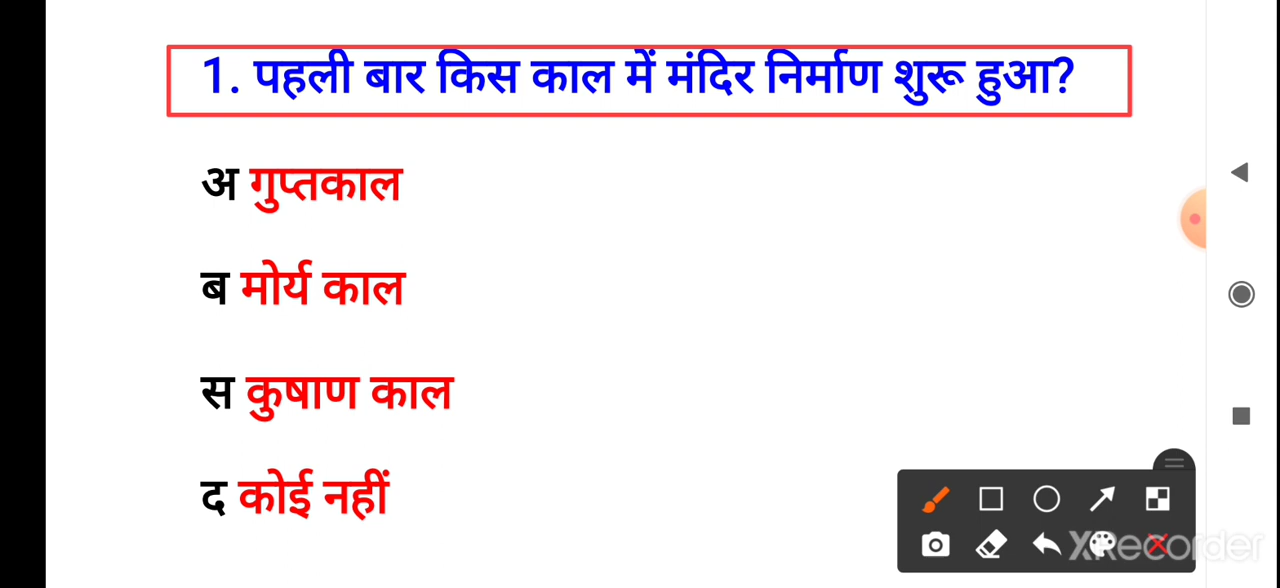 1. पहली बार किस काल में मंदिर निर्माण शुरू हुआ?
अ गुप्तकाल
ब मोर्य काल
स कुषाण काल
द कोई नहीं
XRecorder